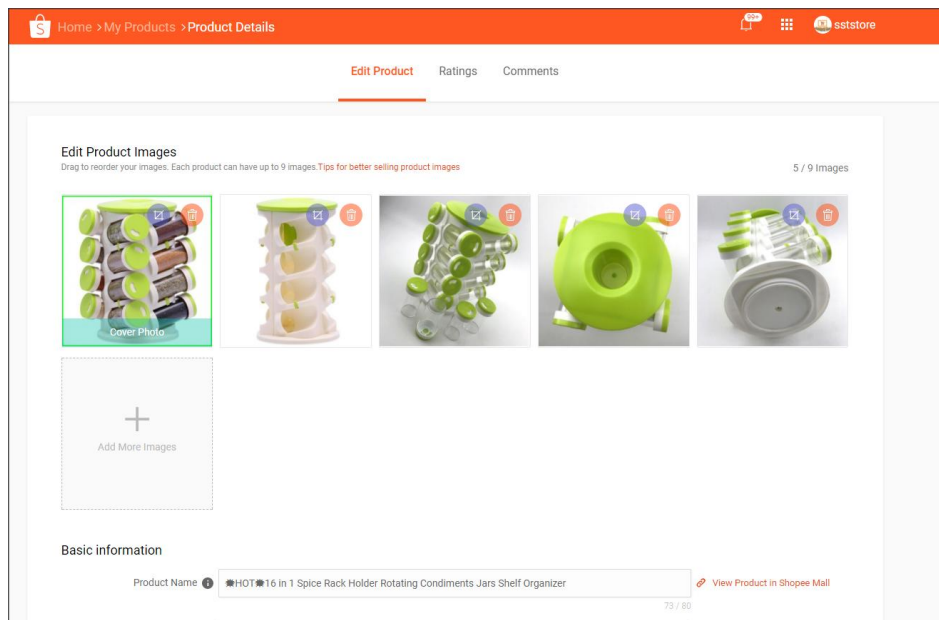 Home >My Products >Product Details
99+
sststore
Edit Product Ratings Comments
Edit Product Images
Drag to reorder your images. Each product can have up to 9 images.Tips for better selling product images
5 / 9 Images
Cover Photo
Add More Images
Basic information
Product Name HOT 16 in 1 Spice Rack Holder Rotating Condiments Jars Shelf Organizer View Product in Shopee Mall
73 / 80